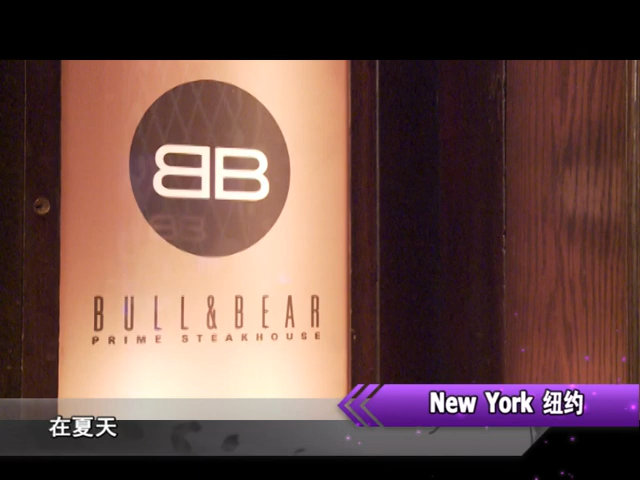 BB
BULL&BEAR
PRIME STEAKHOUSE
New York 纽约
在夏天